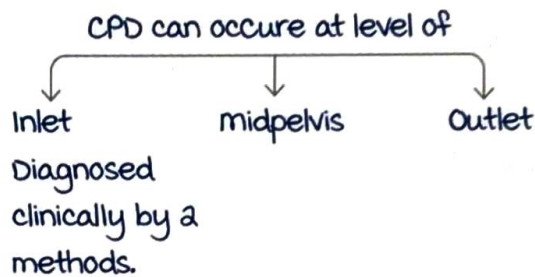 CPD can occure at level of
Inlet midpelvis Outlet
Diagnosed
clinically by 2
methods.